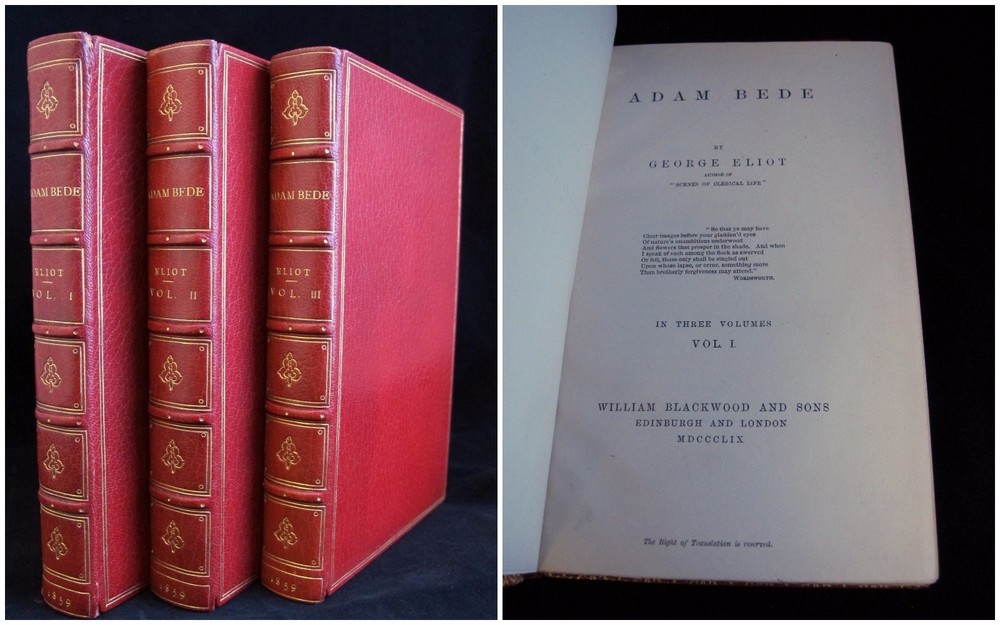 ADAM BEDE
ELIOT
VOL. I
1859
ADAM BEDE
ELIOT
VOL. II
1859
ADAM BEDE
ELIOT
VOL. III
1859
ADAM BEDE
BY
GEORGE ELIOT
AUTHOR OF
"SCENES OF CLERICAL LIFE"
"So that ye may have
Clear images before your gladden'd eyes
Of nature's unambitious underwood
And flowers that prosper in the shade. And when
I speak of such among the flock as swerved
Or fell, those only shall be singled out
Upon whose lapse, or error, something more
Than brotherly forgiveness may attend."
WORDSWORTH.
IN THREE VOLUMES
VOL. I.
WILLIAM BLACKWOOD AND SONS
EDINBURGH AND LONDON
MDCCCLIX
The Right of Translation is reserved.